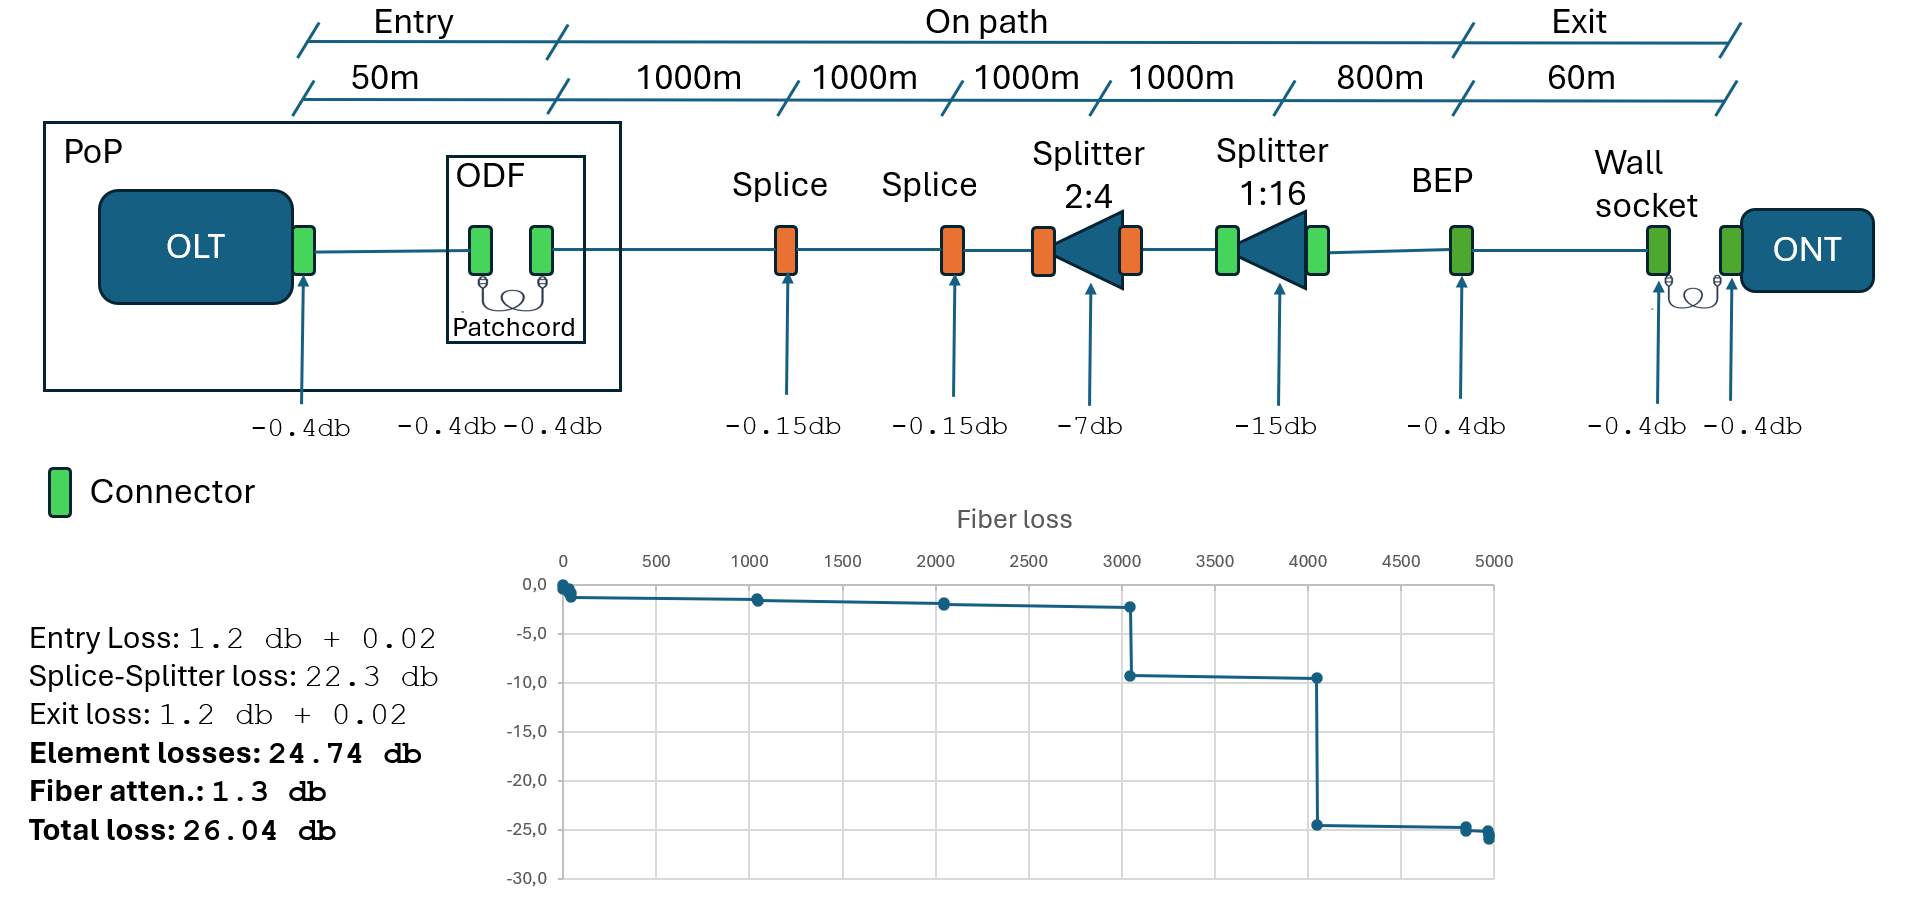 Entry
On path
Exit
50m
1000m
1000m
1000m
1000m
800m
60m
PoP
ODF
OLT
Patchcord
Splice
Splice
Splitter
2:4
Splitter
1:16
BEP
Wall
socket
ONT
-0.4db
-0.4db
-0.4db
-0.15db
-0.15db
-7db
-15db
-0.4db
-0.4db
-0.4db
Connector
Fiber loss
0 500 1000 1500 2000 2500 3000 3500 4000 4500 5000
0,0
-5,0
-10,0
-15,0
-20,0
-25,0
-30,0
Entry Loss: 1.2 db + 0.02
Splice-Splitter loss: 22.3 db
Exit loss: 1.2 db + 0.02
Element losses: 24.74 db
Fiber atten.: 1.3 db
Total loss: 26.04 db